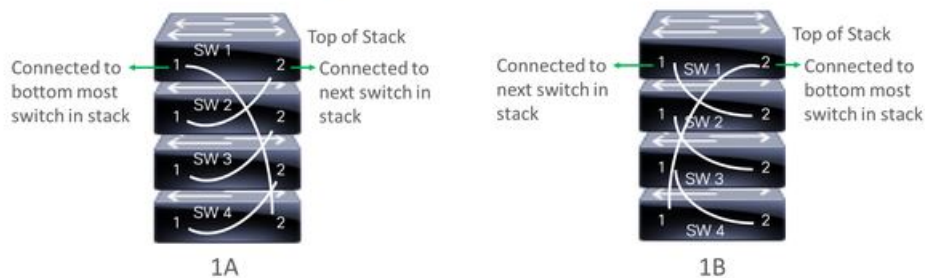 SW 1
Top of Stack
1
2
Connected to
bottom most
switch in stack
Connected to
next switch in
stack
SW 2
1
2
SW 3
1
2
SW 4
1
2
1A
Top of Stack
1
SW 1
2
Connected to
next switch in
stack
Connected to
bottom most
switch in stack
1
SW 2
2
1
2
SW 3
1
2
SW 4
1B